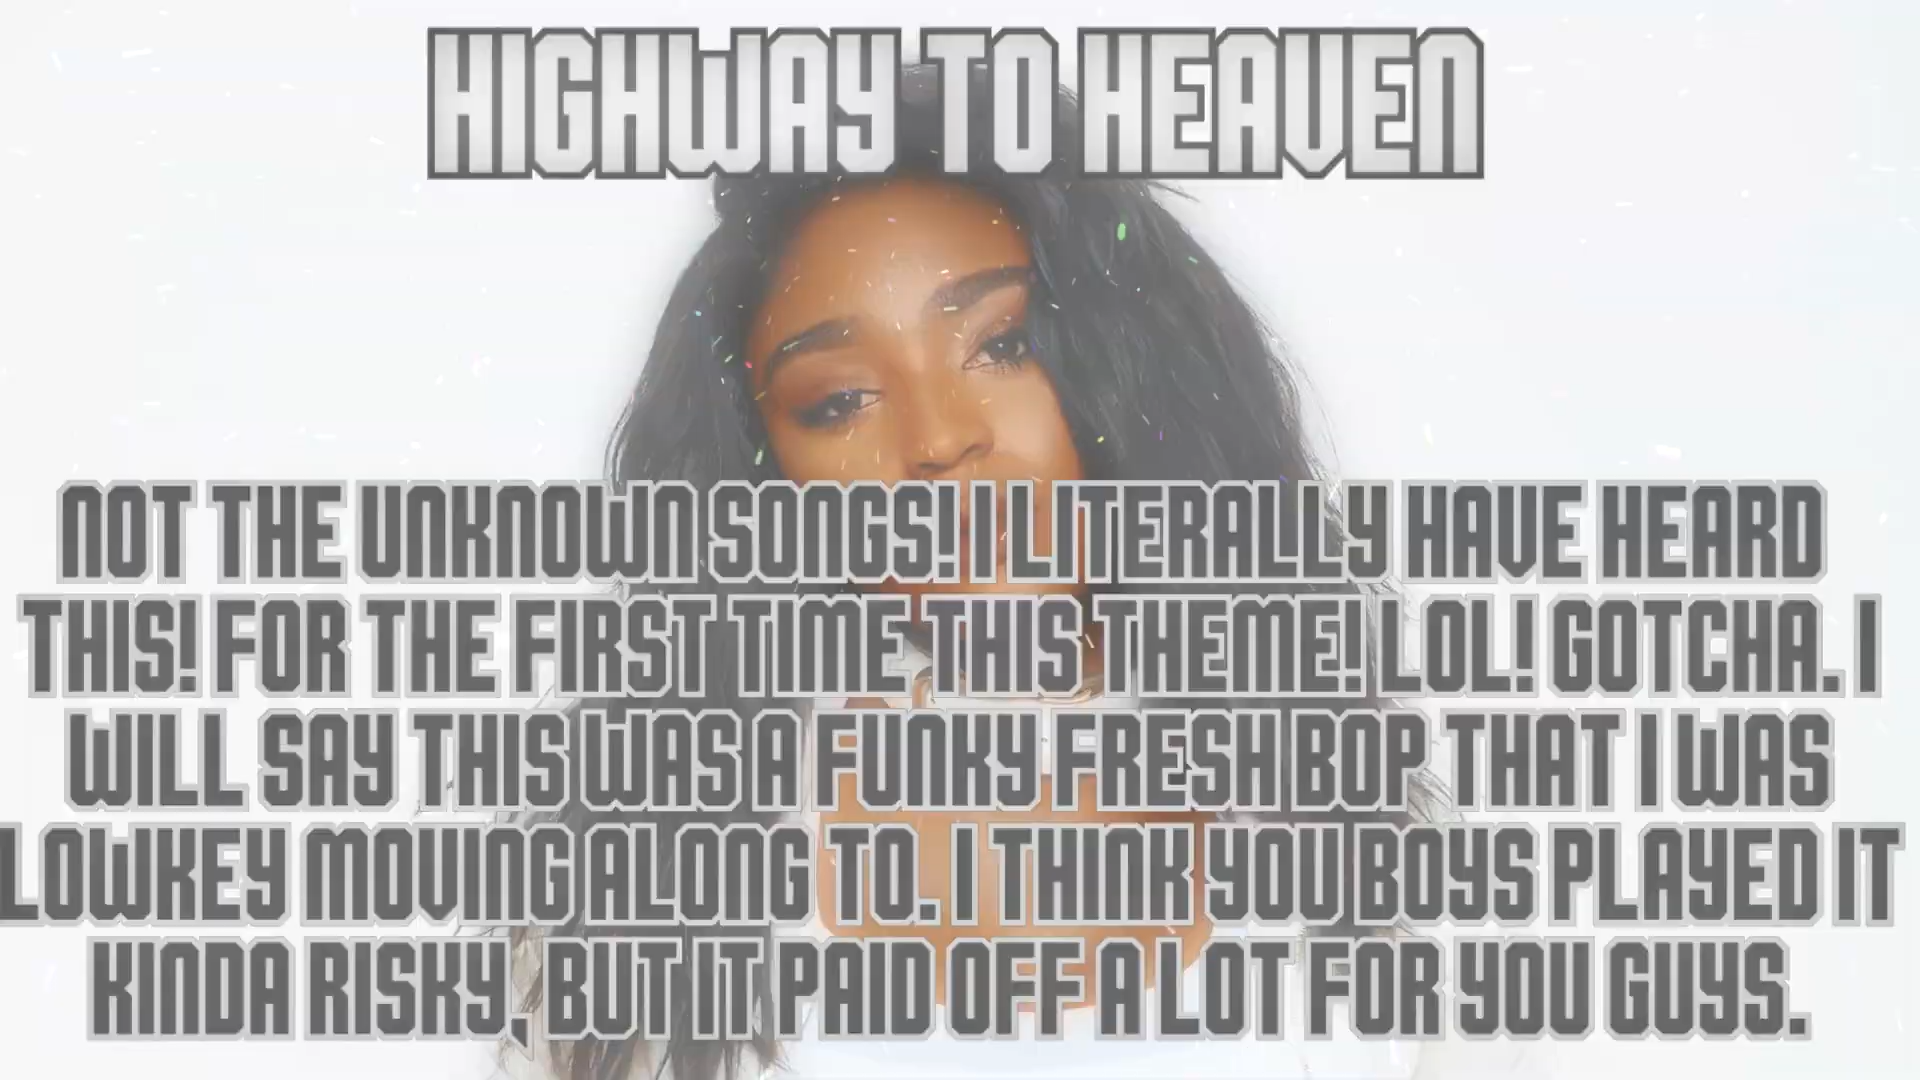 HIGHWAY TO HEAVEN
NOT THE UNKNOWN SONGS! I LITERALLY HAVE HEARD
THIS! FOR THE FIRST TIME THIS THEME! LOL! GOTCHA. I
WILL SAY THIS WAS A FUNKY FRESH BOP THAT I WAS
LOWKEY MOVING ALONG TO. I THINK YOU BOYS PLAYED IT
KINDA RISKY, BUT IT PAID OFF A LOT FOR YOU GUYS.